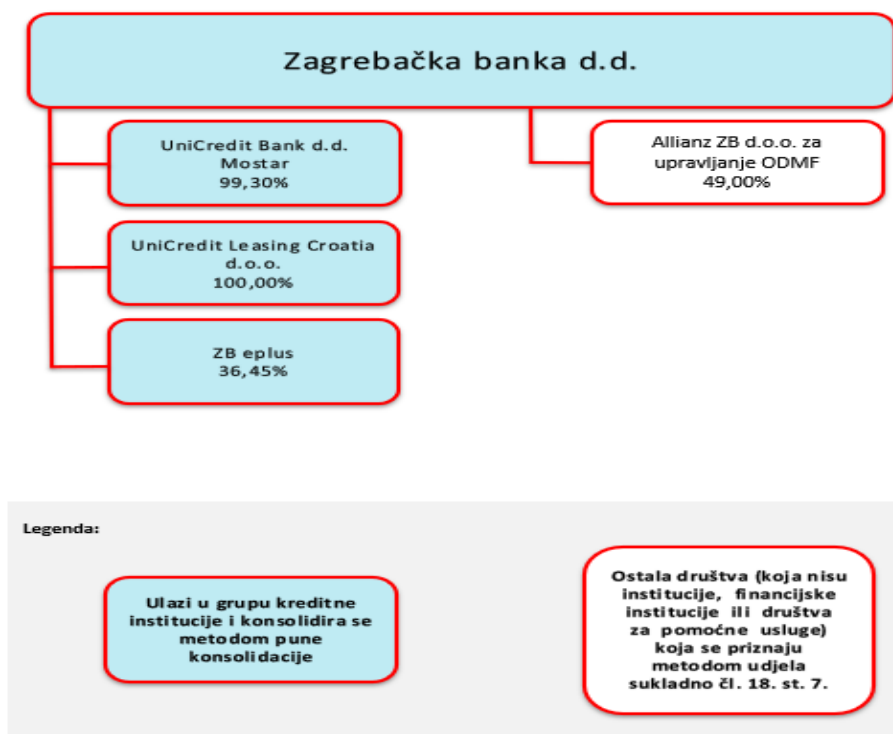 Zagrebačka banka d.d.
UniCredit Bank d.d.
Mostar
99,30%
Allianz ZB d.o.o. za
upravljanje ODMF
49,00%
UniCredit Leasing Croatia
d.o.o.
100,00%
ZB eplus
36,45%
Legenda:
Ulazi u grupu kreditne
institucije i konsolidira se
metodom pune
konsolidacije
Ostala društva (koja nisu
institucije, financijske
institucije ili društva
za pomoćne usluge)
koja se priznaju
metodom udjela
sukladno čl. 18. st. 7.